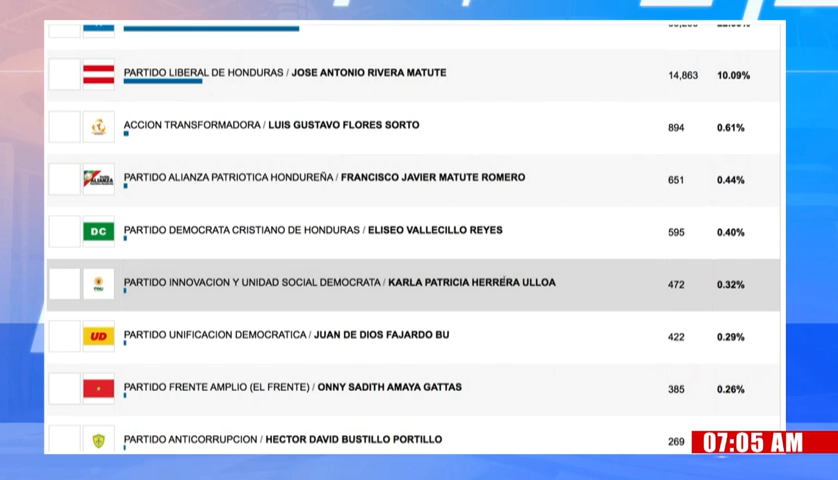 PARTIDO LIBERAL DE HONDURAS / JOSE ANTONIO RIVERA MATUTE 14,863 10.09%
ACCION TRANSFORMADORA / LUIS GUSTAVO FLORES SORTO 894 0.61%
PARTIDO ALIANZA PATRIOTICA HONDUREÑA / FRANCISCO JAVIER MATUTE ROMERO 651 0.44%
DC PARTIDO DEMOCRATA CRISTIANO DE HONDURAS / ELISEO VALLECILLO REYES 595 0.40%
PARTIDO INNOVACION Y UNIDAD SOCIAL DEMOCRATA / KARLA PATRICIA HERRERA ULLOA 472 0.32%
UD PARTIDO UNIFICACION DEMOCRATICA / JUAN DE DIOS FAJARDO BU 422 0.29%
PARTIDO FRENTE AMPLIO (EL FRENTE) / ONNY SADITH AMAYA GATTAS 385 0.26%
PARTIDO ANTICORRUPCION / HECTOR DAVID BUSTILLO PORTILLO 269
07:05 AM